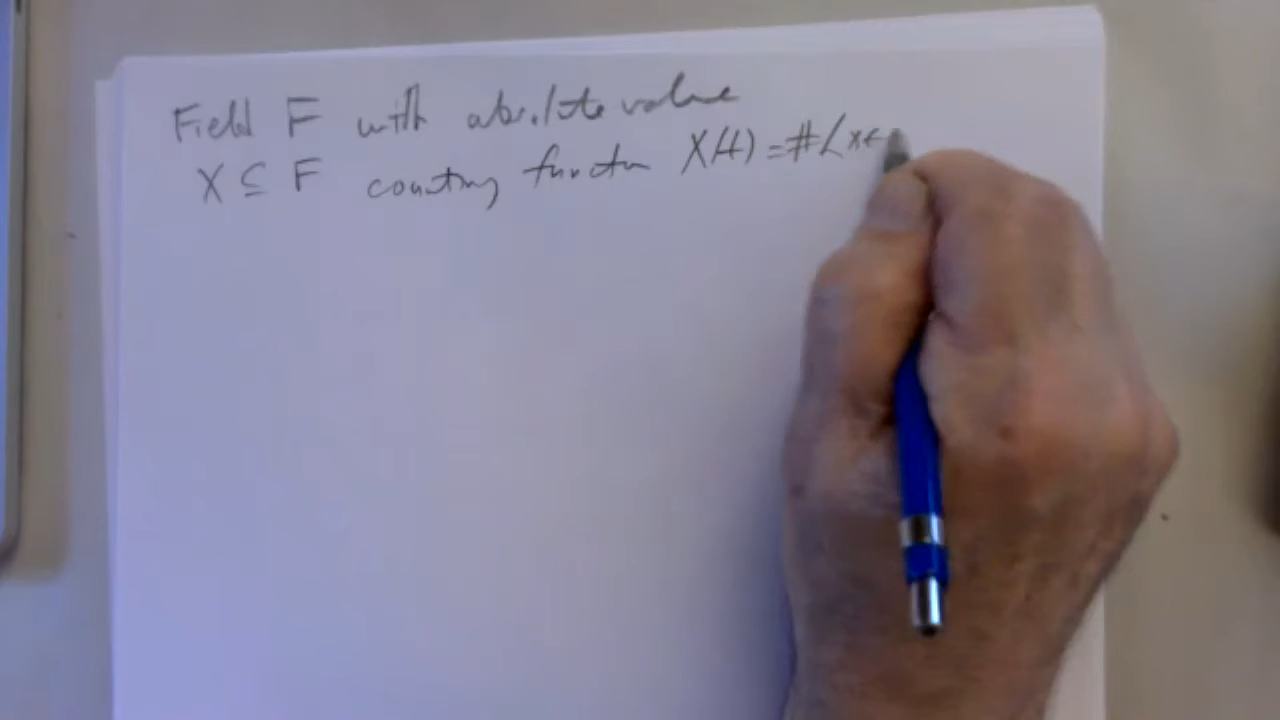 Field F with absolute value
X ⊆ F counting function X(t) = #{x ∈